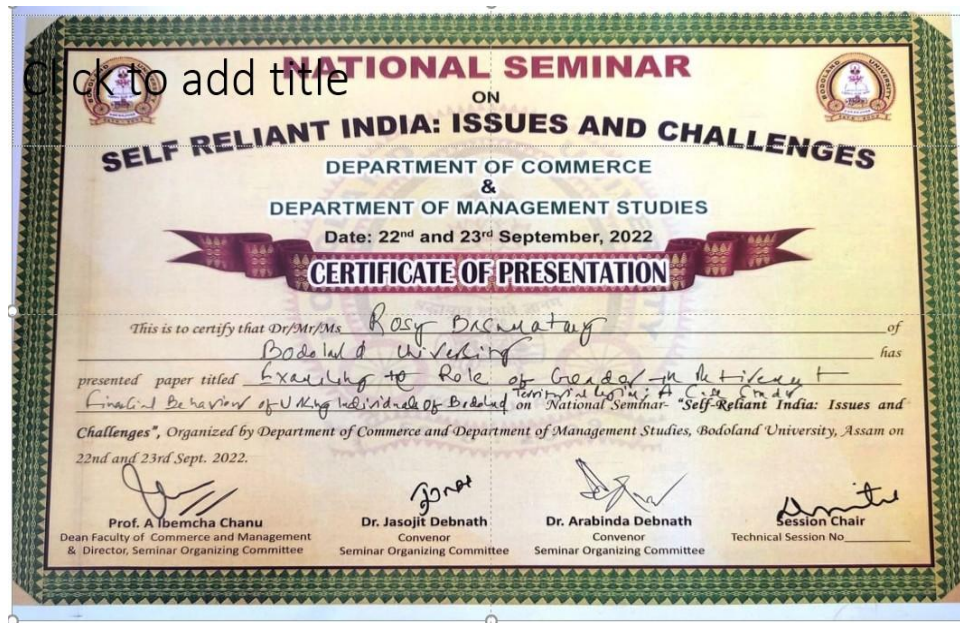 Click to add title
NATIONAL SEMINAR
ON
SELF RELIANT INDIA: ISSUES AND CHALLENGES
DEPARTMENT OF COMMERCE
&
DEPARTMENT OF MANAGEMENT STUDIES
Date: 22nd and 23rd September, 2022
CERTIFICATE OF PRESENTATION
This is to certify that Dr/Mr/Ms Rosy Basumatary of
Bodoland University has
presented paper titled Role of Gender in Retirement
Financial Behaviour of Working Individuals of Bodoland Territorial Region: A Case Study on National Seminar- "Self-Reliant India: Issues and
Challenges", Organized by Department of Commerce and Department of Management Studies, Bodoland University, Assam on
22nd and 23rd Sept. 2022.
Prof. A Ibemcha Chanu
Dean Faculty of Commerce and Management
& Director, Seminar Organizing Committee
Dr. Jasojit Debnath
Convenor
Seminar Organizing Committee
Dr. Arabinda Debnath
Convenor
Seminar Organizing Committee
Session Chair
Technical Session No